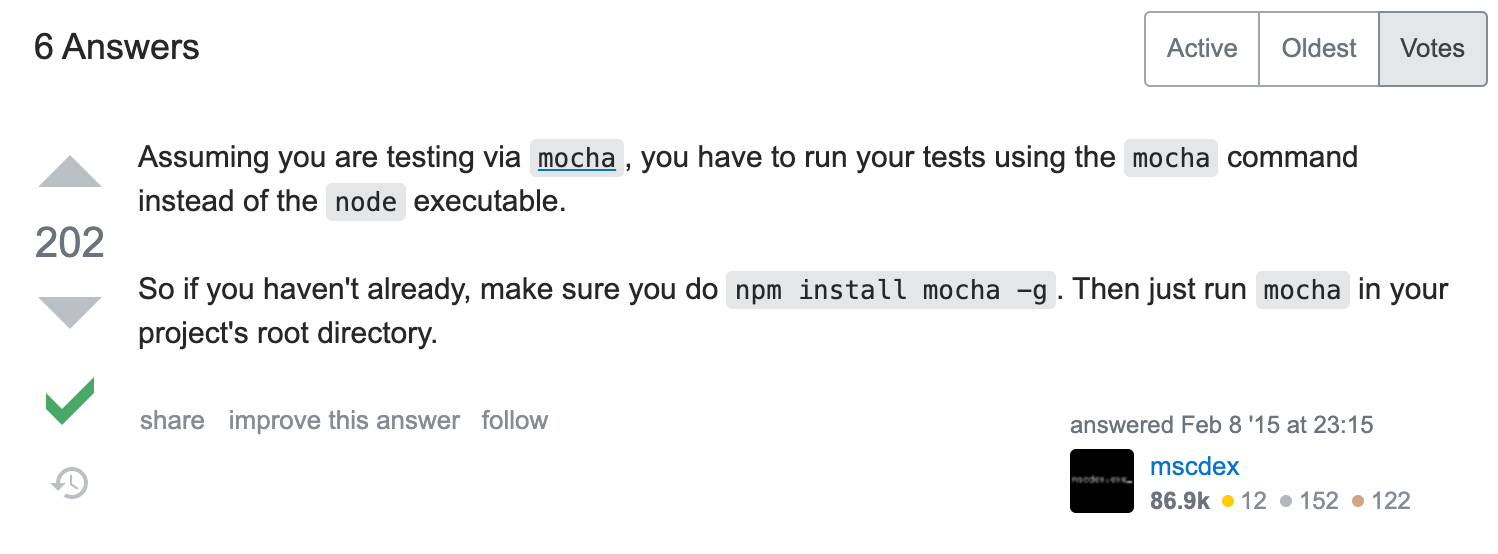 6 Answers
Active Oldest Votes
Assuming you are testing via mocha, you have to run your tests using the mocha command
instead of the node executable.
202
So if you haven't already, make sure you do npm install mocha -g. Then just run mocha in your
project's root directory.
share improve this answer follow
answered Feb 8 '15 at 23:15
mscdex.exe_
mscdex
86.9k 12 152 122